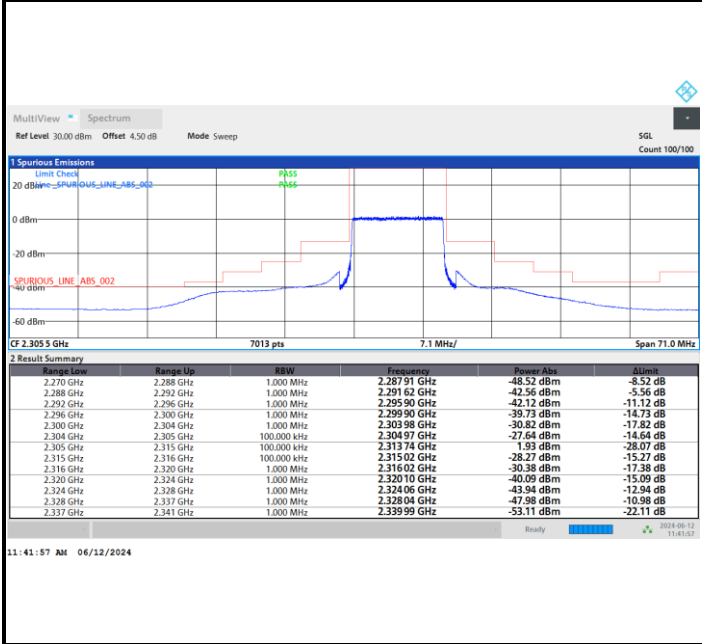 MultiView Spectrum
Ref Level 30.00 dBm Offset 4.50 dB Mode Sweep SGL
Count 100/100
1 Spurious Emissions
Limit Check PASS
20 dBm Line _SPURIOUS_LINE_ABS_002 PASS
0 dBm
-20 dBm
SPURIOUS_LINE_ABS_002
-40 dBm
-60 dBm
CF 2.305 5 GHz 7013 pts 7.1 MHz/ Span 71.0 MHz
2 Result Summary
Range Low Range Up RBW Frequency Power Abs ΔLimit
2.270 GHz 2.288 GHz 1.000 MHz 2.287 91 GHz -48.52 dBm -8.52 dB
2.288 GHz 2.292 GHz 1.000 MHz 2.291 62 GHz -42.56 dBm -5.56 dB
2.292 GHz 2.296 GHz 1.000 MHz 2.295 90 GHz -42.12 dBm -11.12 dB
2.296 GHz 2.300 GHz 1.000 MHz 2.299 90 GHz -39.73 dBm -14.73 dB
2.300 GHz 2.304 GHz 1.000 MHz 2.303 98 GHz -30.82 dBm -17.82 dB
2.304 GHz 2.305 GHz 100.000 kHz 2.304 97 GHz -27.64 dBm -14.64 dB
2.305 GHz 2.315 GHz 100.000 kHz 2.313 74 GHz 1.93 dBm -28.07 dB
2.315 GHz 2.316 GHz 100.000 kHz 2.315 02 GHz -28.27 dBm -15.27 dB
2.316 GHz 2.320 GHz 1.000 MHz 2.316 02 GHz -30.38 dBm -17.38 dB
2.320 GHz 2.324 GHz 1.000 MHz 2.320 10 GHz -40.09 dBm -15.09 dB
2.324 GHz 2.328 GHz 1.000 MHz 2.324 06 GHz -43.94 dBm -12.94 dB
2.328 GHz 2.337 GHz 1.000 MHz 2.328 04 GHz -47.98 dBm -10.98 dB
2.337 GHz 2.341 GHz 1.000 MHz 2.339 99 GHz -53.11 dBm -22.11 dB
Ready 2024-06-12
11:41:57
11:41:57 AM 06/12/2024